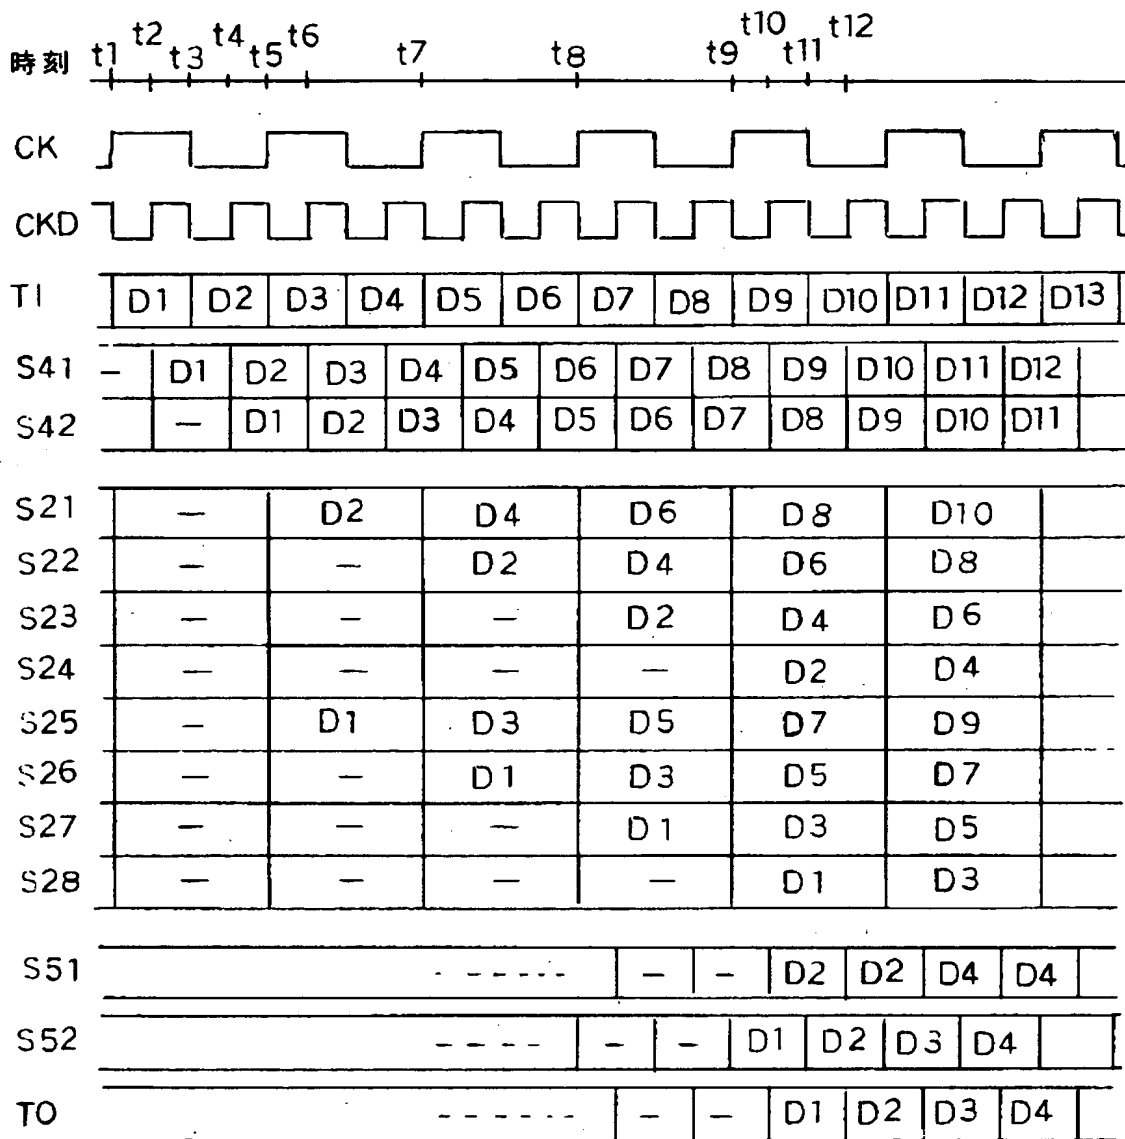 時刻 t1 t2 t3 t4 t5 t6 t7 t8 t9 t10 t11 t12
CK
CKD
TI D1 D2 D3 D4 D5 D6 D7 D8 D9 D10 D11 D12 D13
S41 – D1 D2 D3 D4 D5 D6 D7 D8 D9 D10 D11 D12
S42 – D1 D2 D3 D4 D5 D6 D7 D8 D9 D10 D11
S21 – D2 D4 D6 D8 D10
S22 – – D2 D4 D6 D8
S23 – – – D2 D4 D6
S24 – – – – D2 D4
S25 – D1 D3 D5 D7 D9
S26 – – D1 D3 D5 D7
S27 – – – D1 D3 D5
S28 – – – – D1 D3
S51 - - - - - - – – D2 D2 D4 D4
S52 - - - - – – D1 D2 D3 D4
TO - - - - - - – – D1 D2 D3 D4